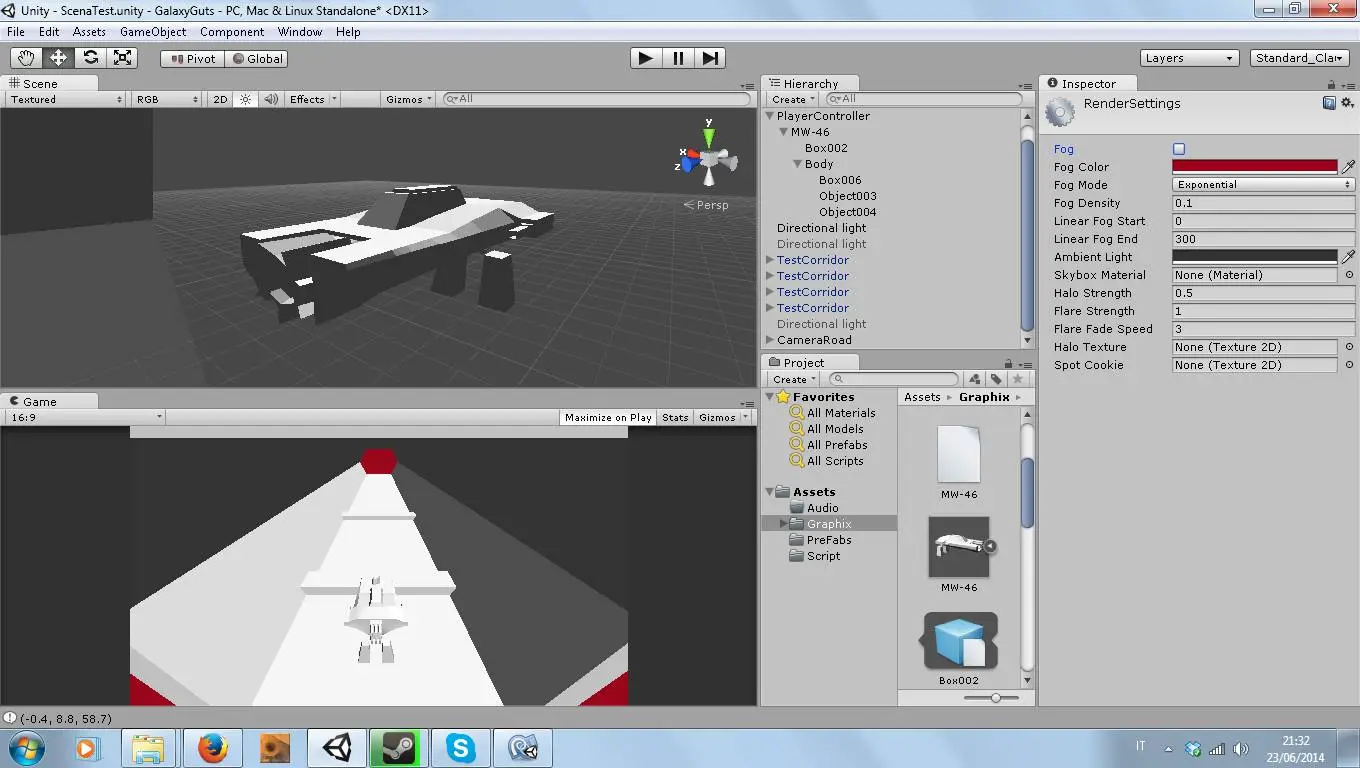 Unity - ScenaTest.unity - GalaxyGuts - PC, Mac & Linux Standalone* <DX11>
File Edit Assets GameObject Component Window Help
Pivot Global Layers Standard_Cla
Scene
Textured RGB 2D Effects Gizmos All
y
x
z
Persp
Game
16:9 Maximize on Play Stats Gizmos
Hierarchy
Create All
PlayerController
MW-46
Box002
Body
Box006
Object003
Object004
Directional light
Directional light
TestCorridor
TestCorridor
TestCorridor
TestCorridor
Directional light
CameraRoad
Project
Create
Favorites
All Materials
All Models
All Prefabs
All Scripts
Assets
Audio
Graphix
PreFabs
Script
Assets Graphix
MW-46
MW-46
Box002
Inspector
RenderSettings
Fog
Fog Color
Fog Mode Exponential
Fog Density 0.1
Linear Fog Start 0
Linear Fog End 300
Ambient Light
Skybox Material None (Material)
Halo Strength 0.5
Flare Strength 1
Flare Fade Speed 3
Halo Texture None (Texture 2D)
Spot Cookie None (Texture 2D)
(-0.4, 8.8, 58.7)
IT
21:32
23/06/2014